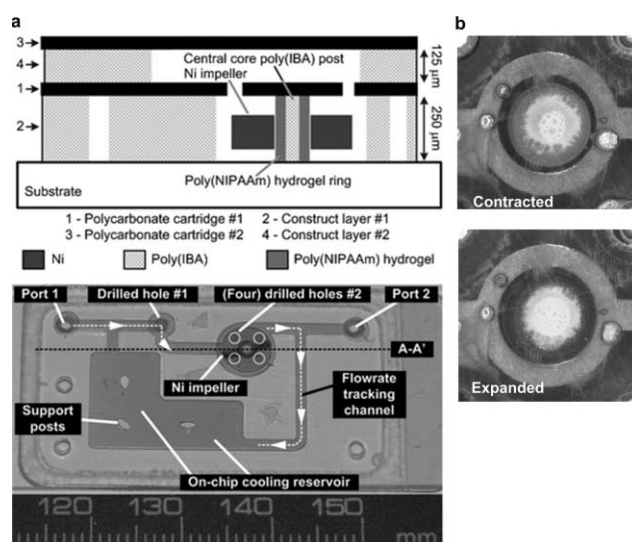 a
b
3
4
1
2
Central core poly(IBA) post
Ni impeller
125 µm
250 µm
Poly(NIPAAm) hydrogel ring
Substrate
1 - Polycarbonate cartridge #1
2 - Construct layer #1
3 - Polycarbonate cartridge #2
4 - Construct layer #2
Ni
Poly(IBA)
Poly(NIPAAm) hydrogel
Contracted
Expanded
Port 1
Drilled hole #1
(Four) drilled holes #2
Port 2
A-A'
Ni impeller
Flowrate
tracking
channel
Support
posts
On-chip cooling reservoir
120 130 140 150
mm